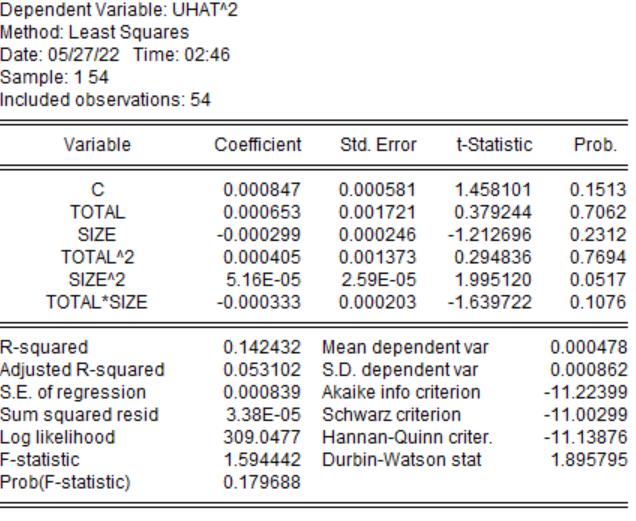 Dependent Variable: UHAT^2
Method: Least Squares
Date: 05/27/22 Time: 02:46
Sample: 1 54
Included observations: 54
Variable Coefficient Std. Error t-Statistic Prob.
C 0.000847 0.000581 1.458101 0.1513
TOTAL 0.000653 0.001721 0.379244 0.7062
SIZE -0.000299 0.000246 -1.212696 0.2312
TOTAL^2 0.000405 0.001373 0.294836 0.7694
SIZE^2 5.16E-05 2.59E-05 1.995120 0.0517
TOTAL*SIZE -0.000333 0.000203 -1.639722 0.1076
R-squared 0.142432 Mean dependent var 0.000478
Adjusted R-squared 0.053102 S.D. dependent var 0.000862
S.E. of regression 0.000839 Akaike info criterion -11.22399
Sum squared resid 3.38E-05 Schwarz criterion -11.00299
Log likelihood 309.0477 Hannan-Quinn criter. -11.13876
F-statistic 1.594442 Durbin-Watson stat 1.895795
Prob(F-statistic) 0.179688